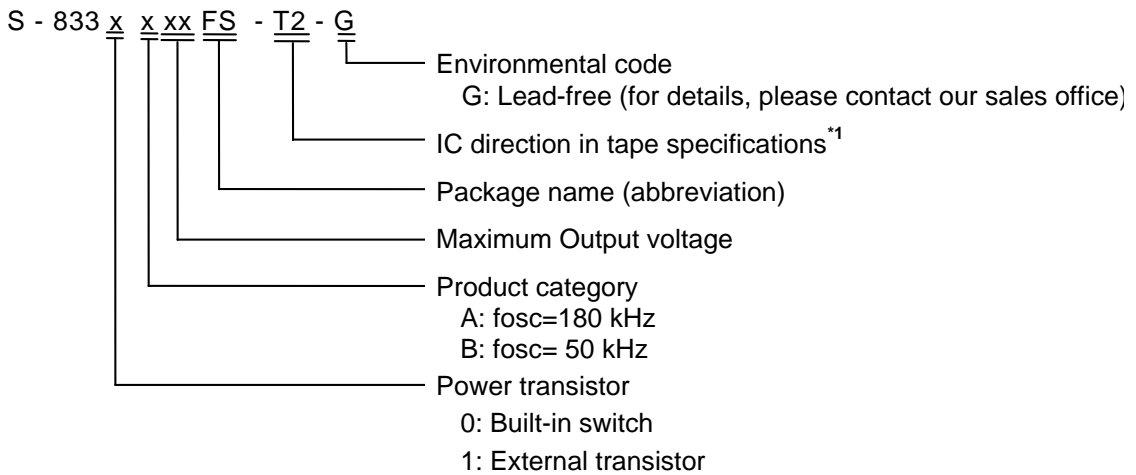 S - 833 x x xx FS - T2 - G
Environmental code
G: Lead-free (for details, please contact our sales office)
IC direction in tape specifications*1
Package name (abbreviation)
Maximum Output voltage
Product category
A: fosc=180 kHz
B: fosc= 50 kHz
Power transistor
0: Built-in switch
1: External transistor